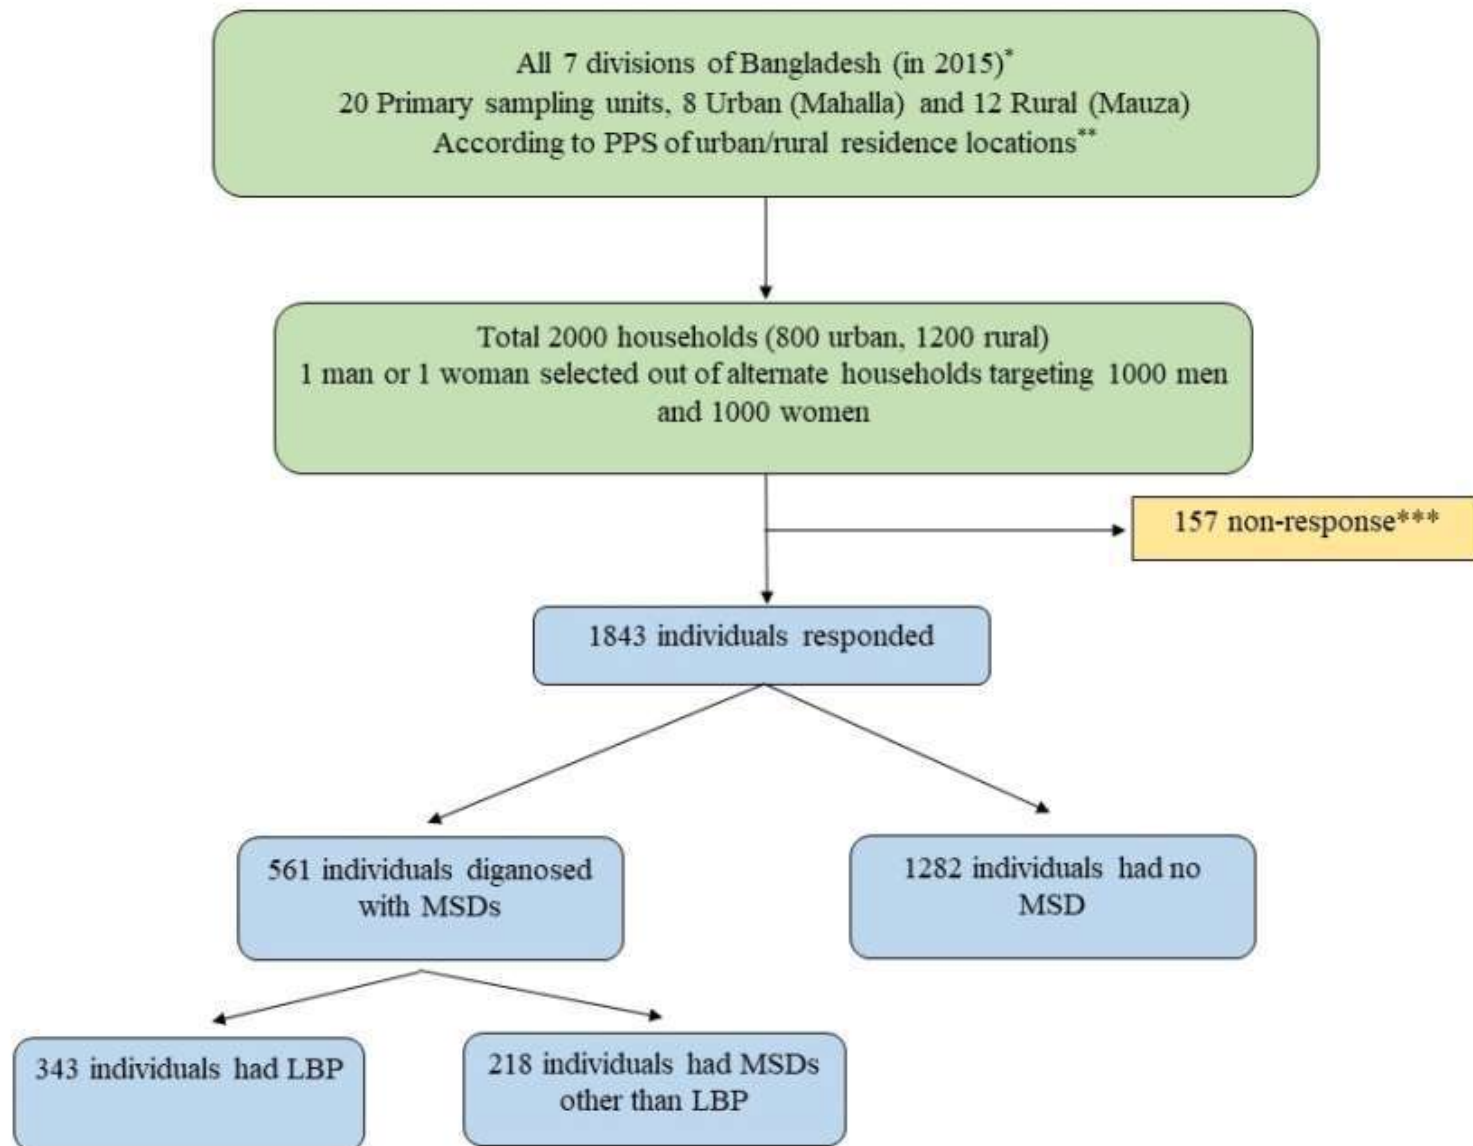 All 7 divisions of Bangladesh (in 2015)*
20 Primary sampling units, 8 Urban (Mahalla) and 12 Rural (Mauza)
According to PPS of urban/rural residence locations**
Total 2000 households (800 urban, 1200 rural)
1 man or 1 woman selected out of alternate households targeting 1000 men
and 1000 women
157 non-response***
1843 individuals responded
561 individuals diganosed
with MSDs
1282 individuals had no
MSD
343 individuals had LBP
218 individuals had MSDs
other than LBP